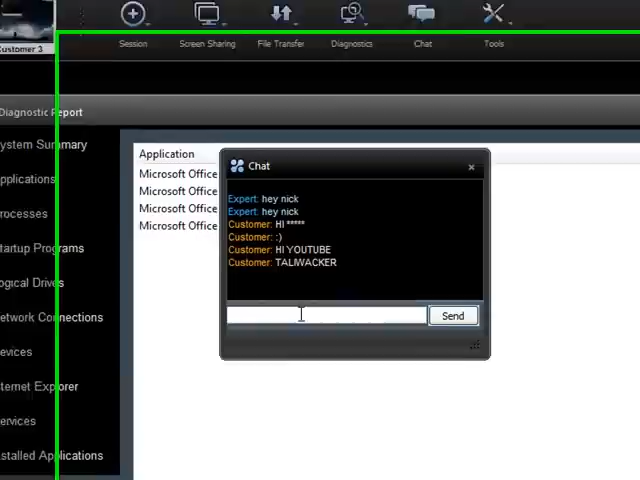 Customer 3
Session
Screen Sharing
File Transfer
Diagnostics
Chat
Tools
Diagnostic Report
ystem Summary
pplications
rocesses
tartup Programs
ogical Drives
etwork Connections
evices
ternet Explorer
ervices
stalled Applications
Application
Microsoft Office
Microsoft Office
Microsoft Office
Microsoft Office
Chat
Expert: hey nick
Expert: hey nick
Customer: HI *****
Customer: :)
Customer: HI YOUTUBE
Customer: TALIWACKER
Send